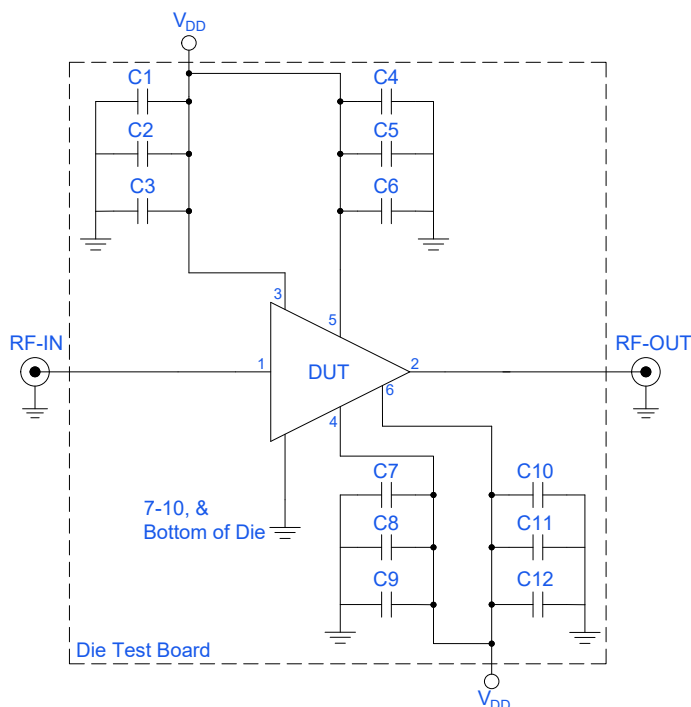 VDD
C1
C4
C2
C5
C3
C6
3
5
RF-IN
RF-OUT
1
DUT
2
6
4
7-10, &
Bottom of Die
C7
C10
C8
C11
C9
C12
Die Test Board
VDD